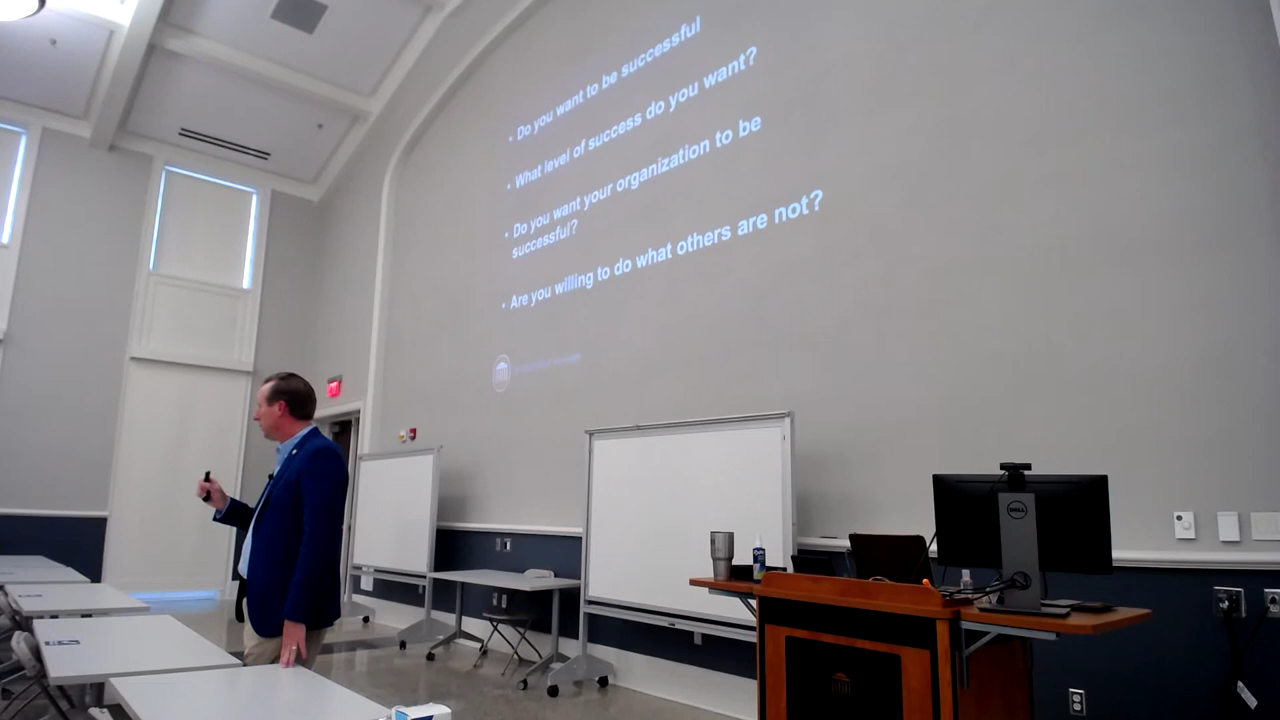 • Do you want to be successful
• What level of success do you want?
• Do you want your organization to be
successful?
• Are you willing to do what others are not?
DELL